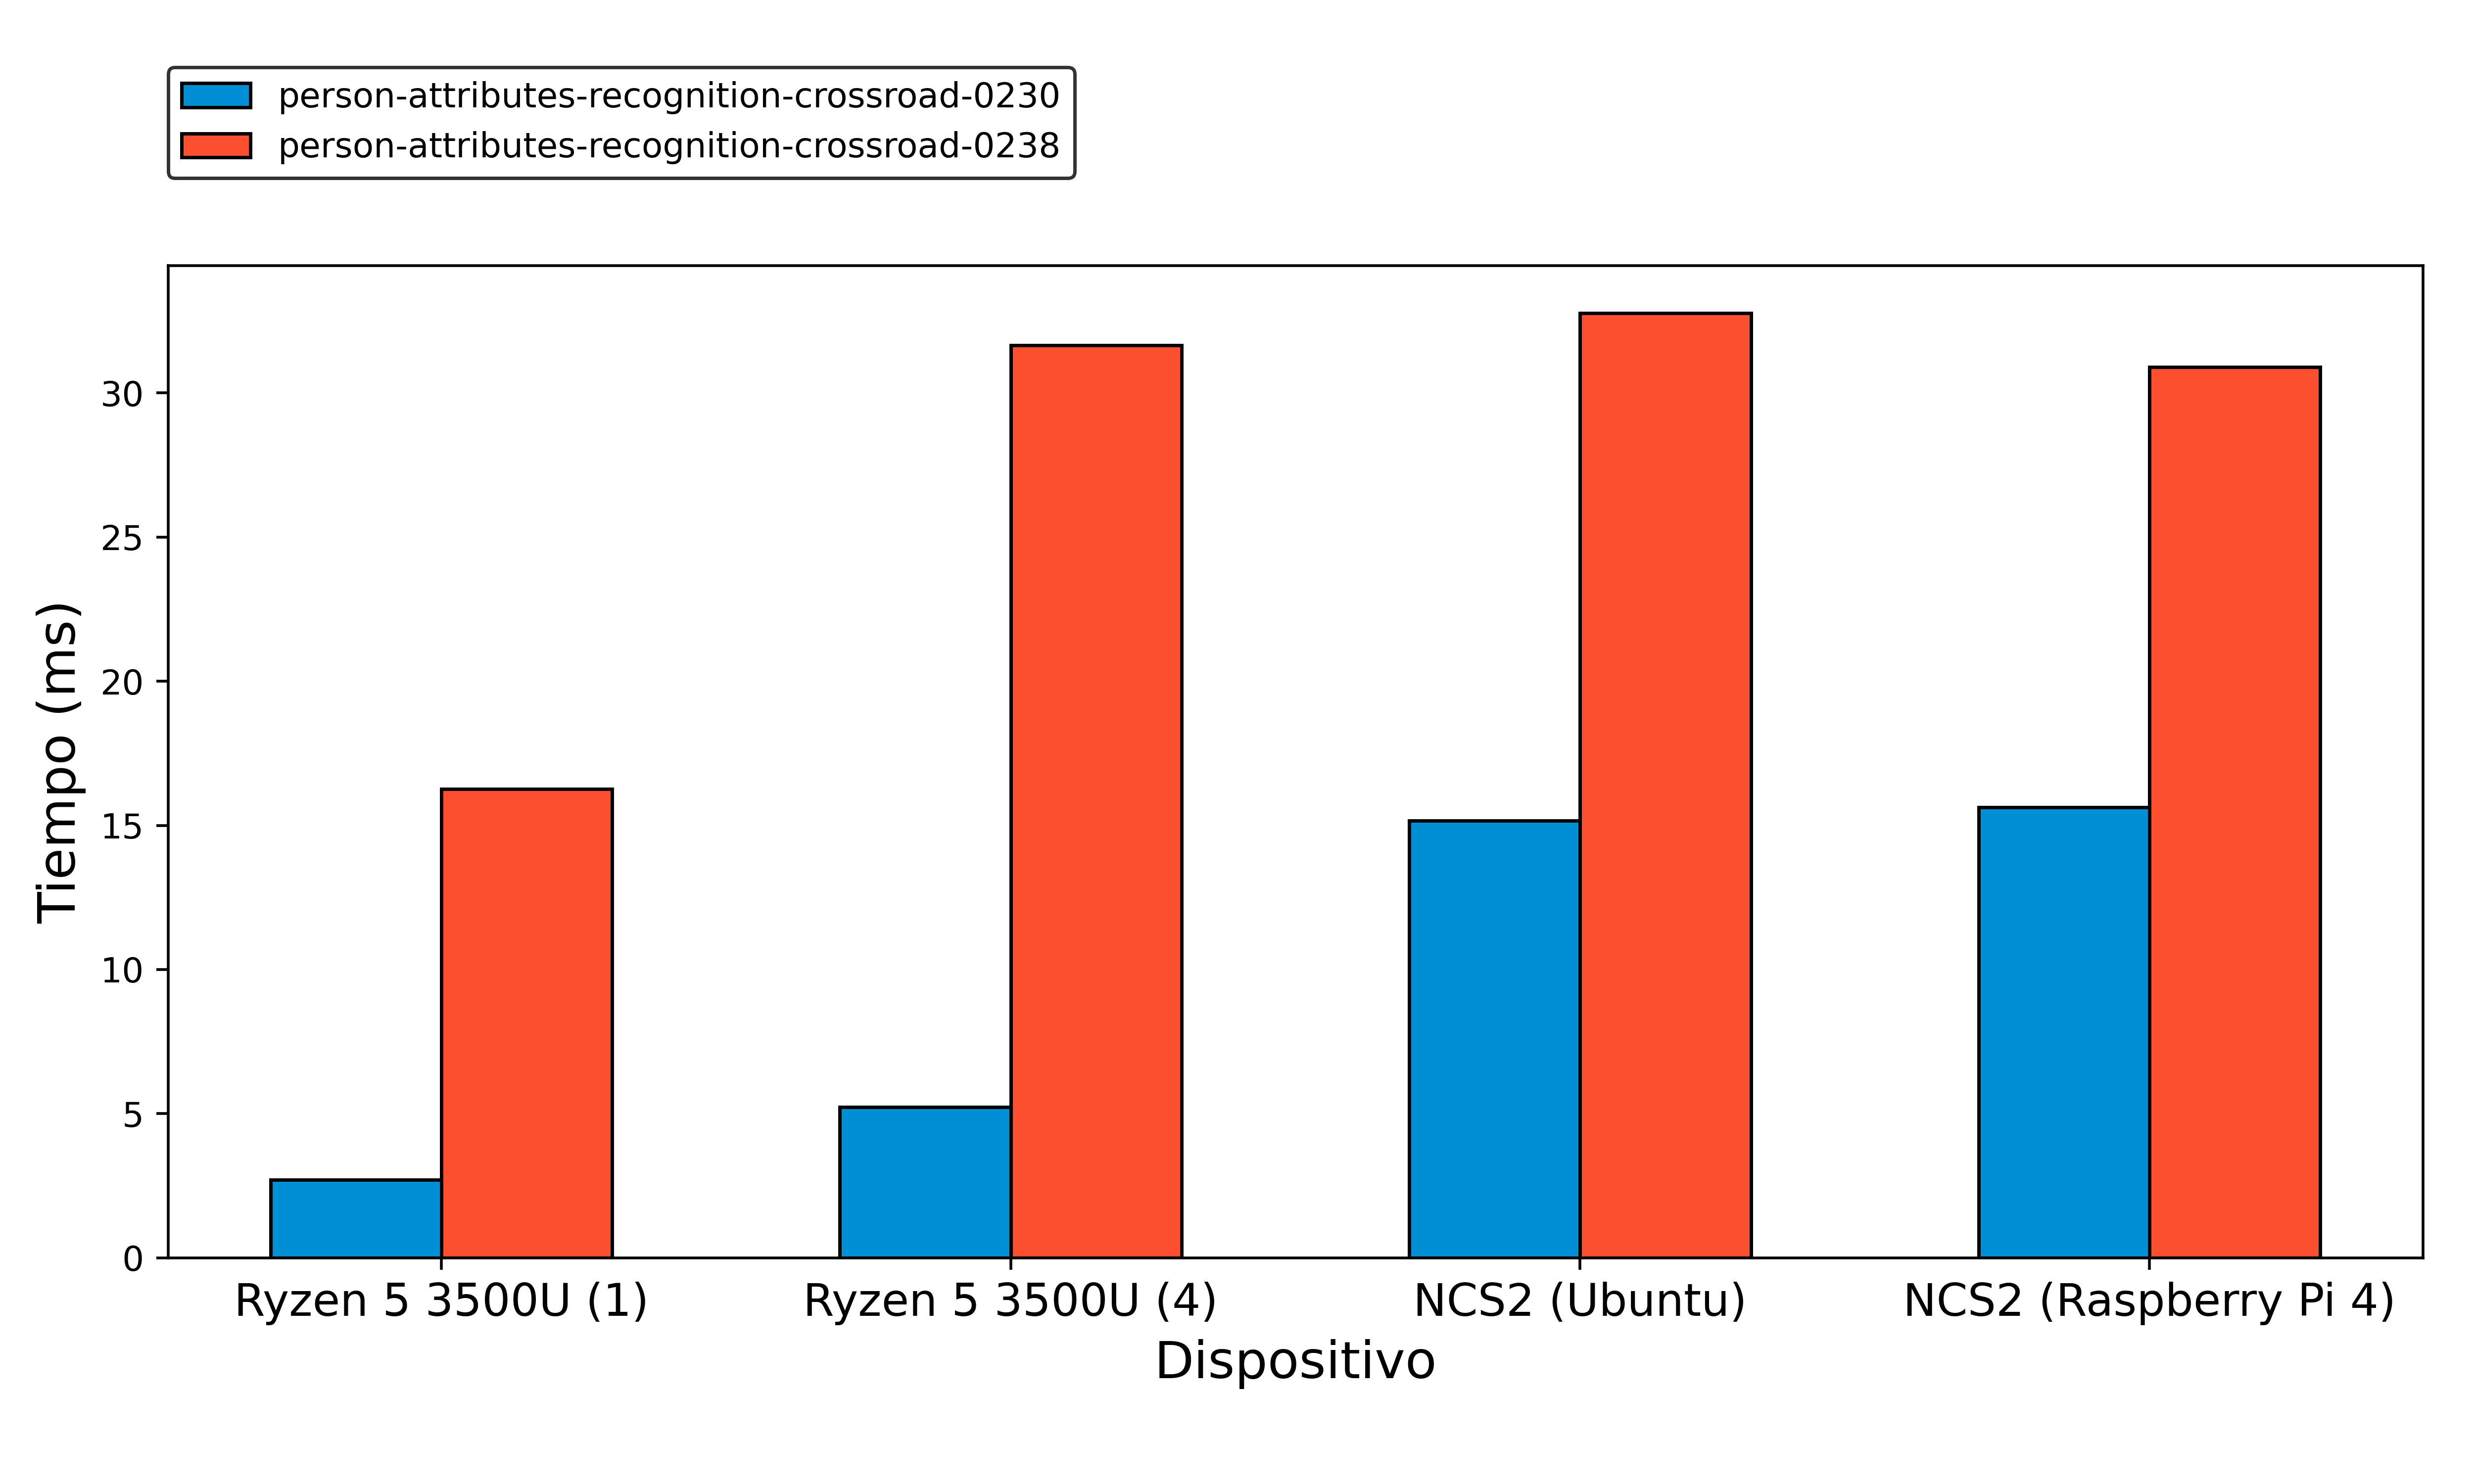 person-attributes-recognition-crossroad-0230
person-attributes-recognition-crossroad-0238
Tiempo (ms)
30
25
20
15
10
5
0
Ryzen 5 3500U (1)
Ryzen 5 3500U (4)
NCS2 (Ubuntu)
NCS2 (Raspberry Pi 4)
Dispositivo